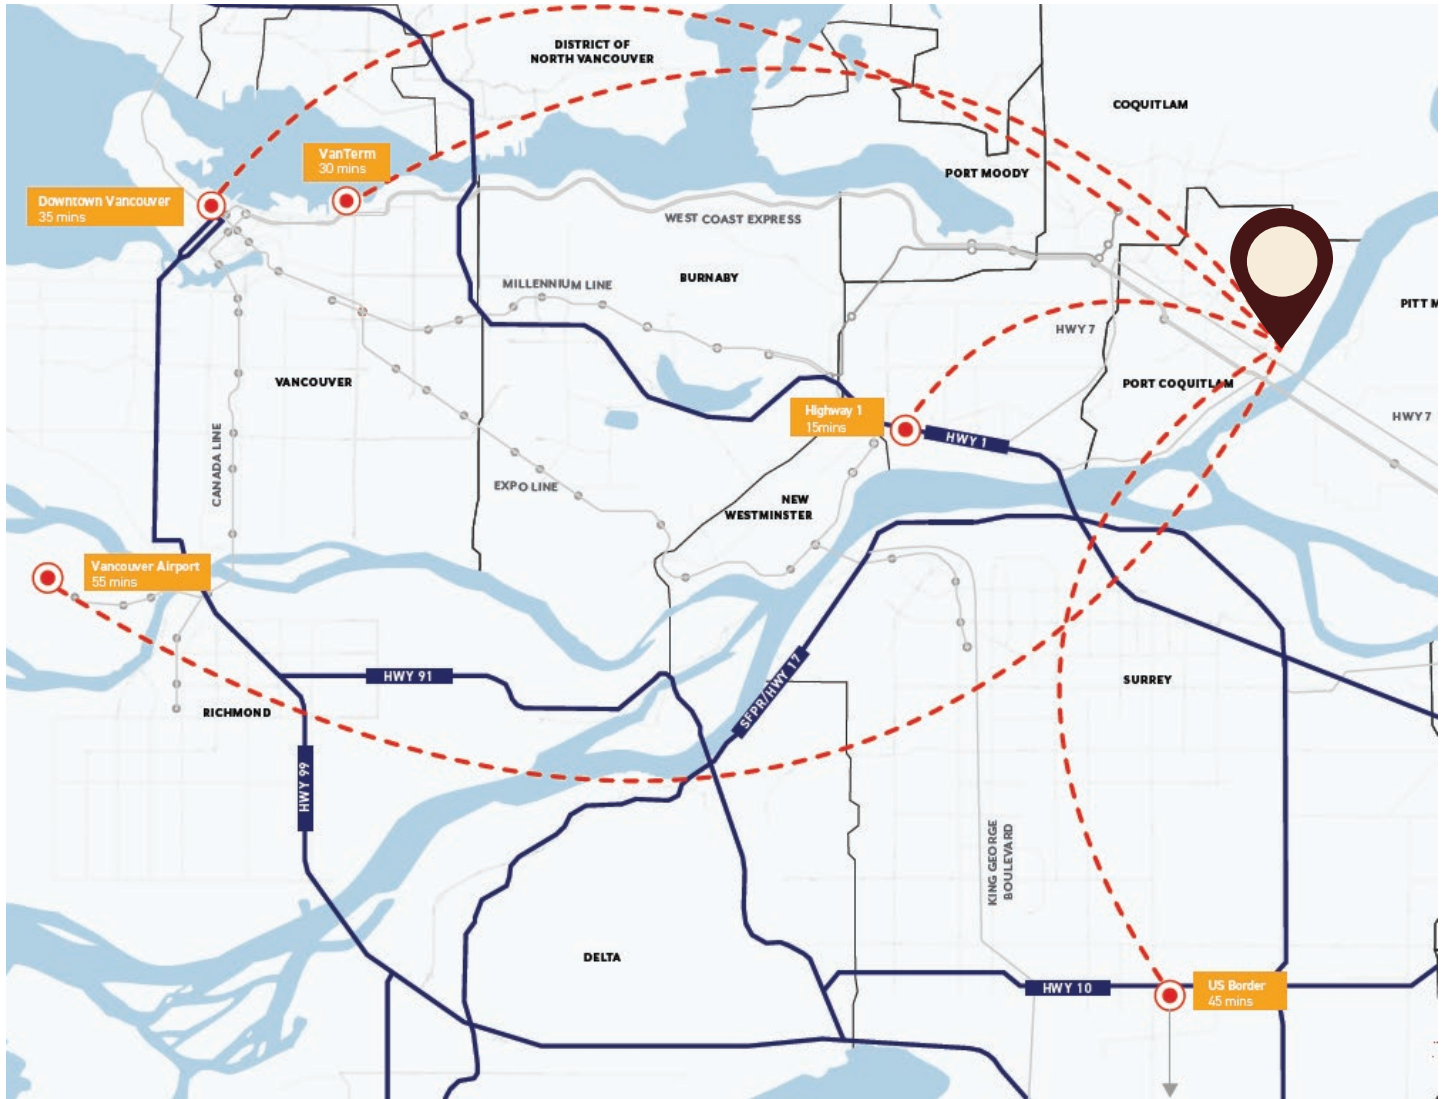 DISTRICT OF
NORTH VANCOUVER
COQUITLAM
VanTerm
30 mins
PORT MOODY
Downtown Vancouver
35 mins
WEST COAST EXPRESS
BURNABY
MILLENNIUM LINE
PITT M
HWY 7
VANCOUVER
PORT COQUITLAM
Highway 1
15mins
HWY 7
HWY 1
CANADA LINE
EXPO LINE
NEW
WESTMINSTER
Vancouver Airport
55 mins
HWY 91
SURREY
SFPR/HWY 17
RICHMOND
HWY 99
KING GEORGE
BOULEVARD
DELTA
HWY 10
US Border
45 mins